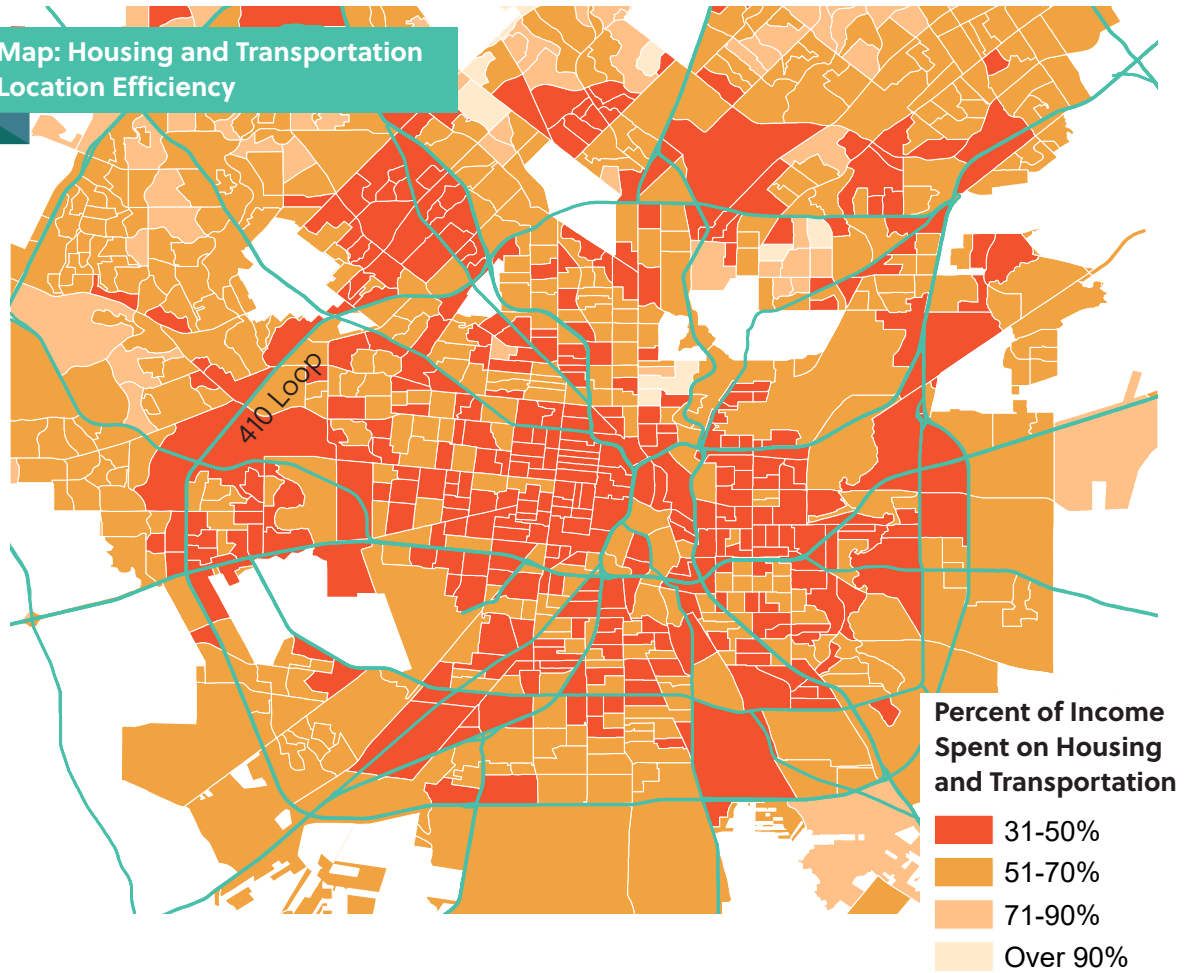 Map: Housing and Transportation
Location Efficiency
410 Loop
Percent of Income
Spent on Housing
and Transportation
31-50%
51-70%
71-90%
Over 90%